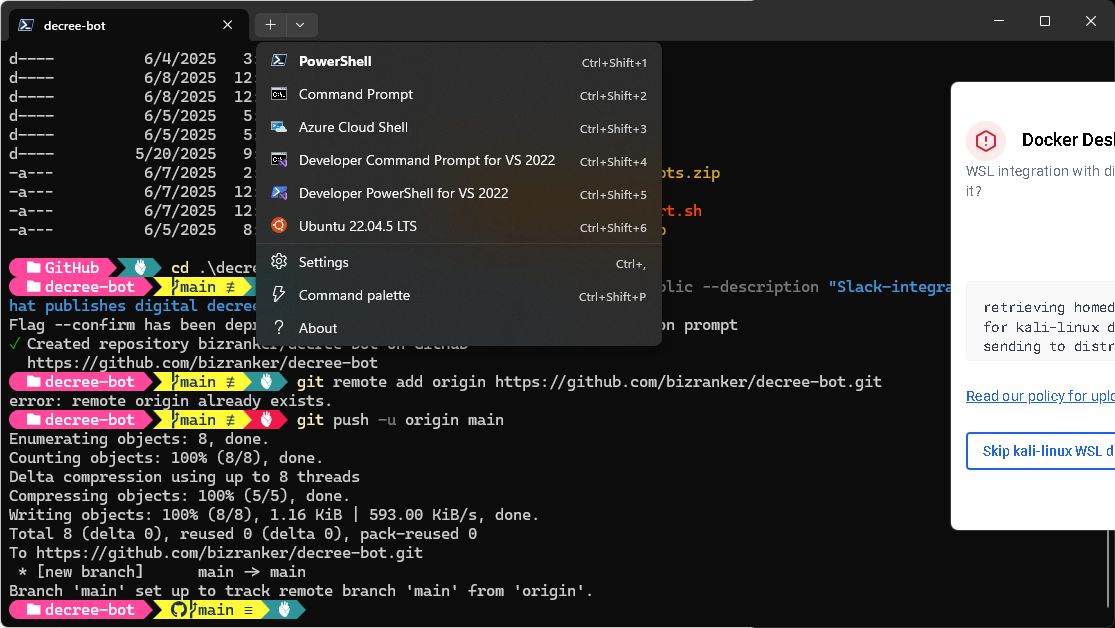 decree-bot
d----          6/4/2025   3:
d----          6/8/2025  12:
d----          6/8/2025  12:
d----          6/5/2025   5:
d----          6/5/2025   5:
d----         5/20/2025   9:
-a---          6/7/2025   2:
-a---          6/7/2025  12:
-a---          6/7/2025  12:
-a---          6/5/2025   8:
ots.zip
rt.sh
PowerShell Ctrl+Shift+1
Command Prompt Ctrl+Shift+2
Azure Cloud Shell Ctrl+Shift+3
Developer Command Prompt for VS 2022 Ctrl+Shift+4
Developer PowerShell for VS 2022 Ctrl+Shift+5
Ubuntu 22.04.5 LTS Ctrl+Shift+6
Settings Ctrl+,
Command palette Ctrl+Shift+P
? About
GitHub cd .\decre
decree-bot main ≢ blic --description "Slack-integra
hat publishes digital decree
Flag --confirm has been depr on prompt
✓ Created repository bizranker/decree-bot on GitHub
https://github.com/bizranker/decree-bot
decree-bot main ≢ git remote add origin https://github.com/bizranker/decree-bot.git
error: remote origin already exists.
decree-bot main ≢ git push -u origin main
Enumerating objects: 8, done.
Counting objects: 100% (8/8), done.
Delta compression using up to 8 threads
Compressing objects: 100% (5/5), done.
Writing objects: 100% (8/8), 1.16 KiB | 593.00 KiB/s, done.
Total 8 (delta 0), reused 0 (delta 0), pack-reused 0
To https://github.com/bizranker/decree-bot.git
* [new branch]      main -> main
Branch 'main' set up to track remote branch 'main' from 'origin'.
decree-bot main ≡
Docker Des
WSL integration with di
it?
retrieving homed
for kali-linux d
sending to distr
Read our policy for uplo
Skip kali-linux WSL d